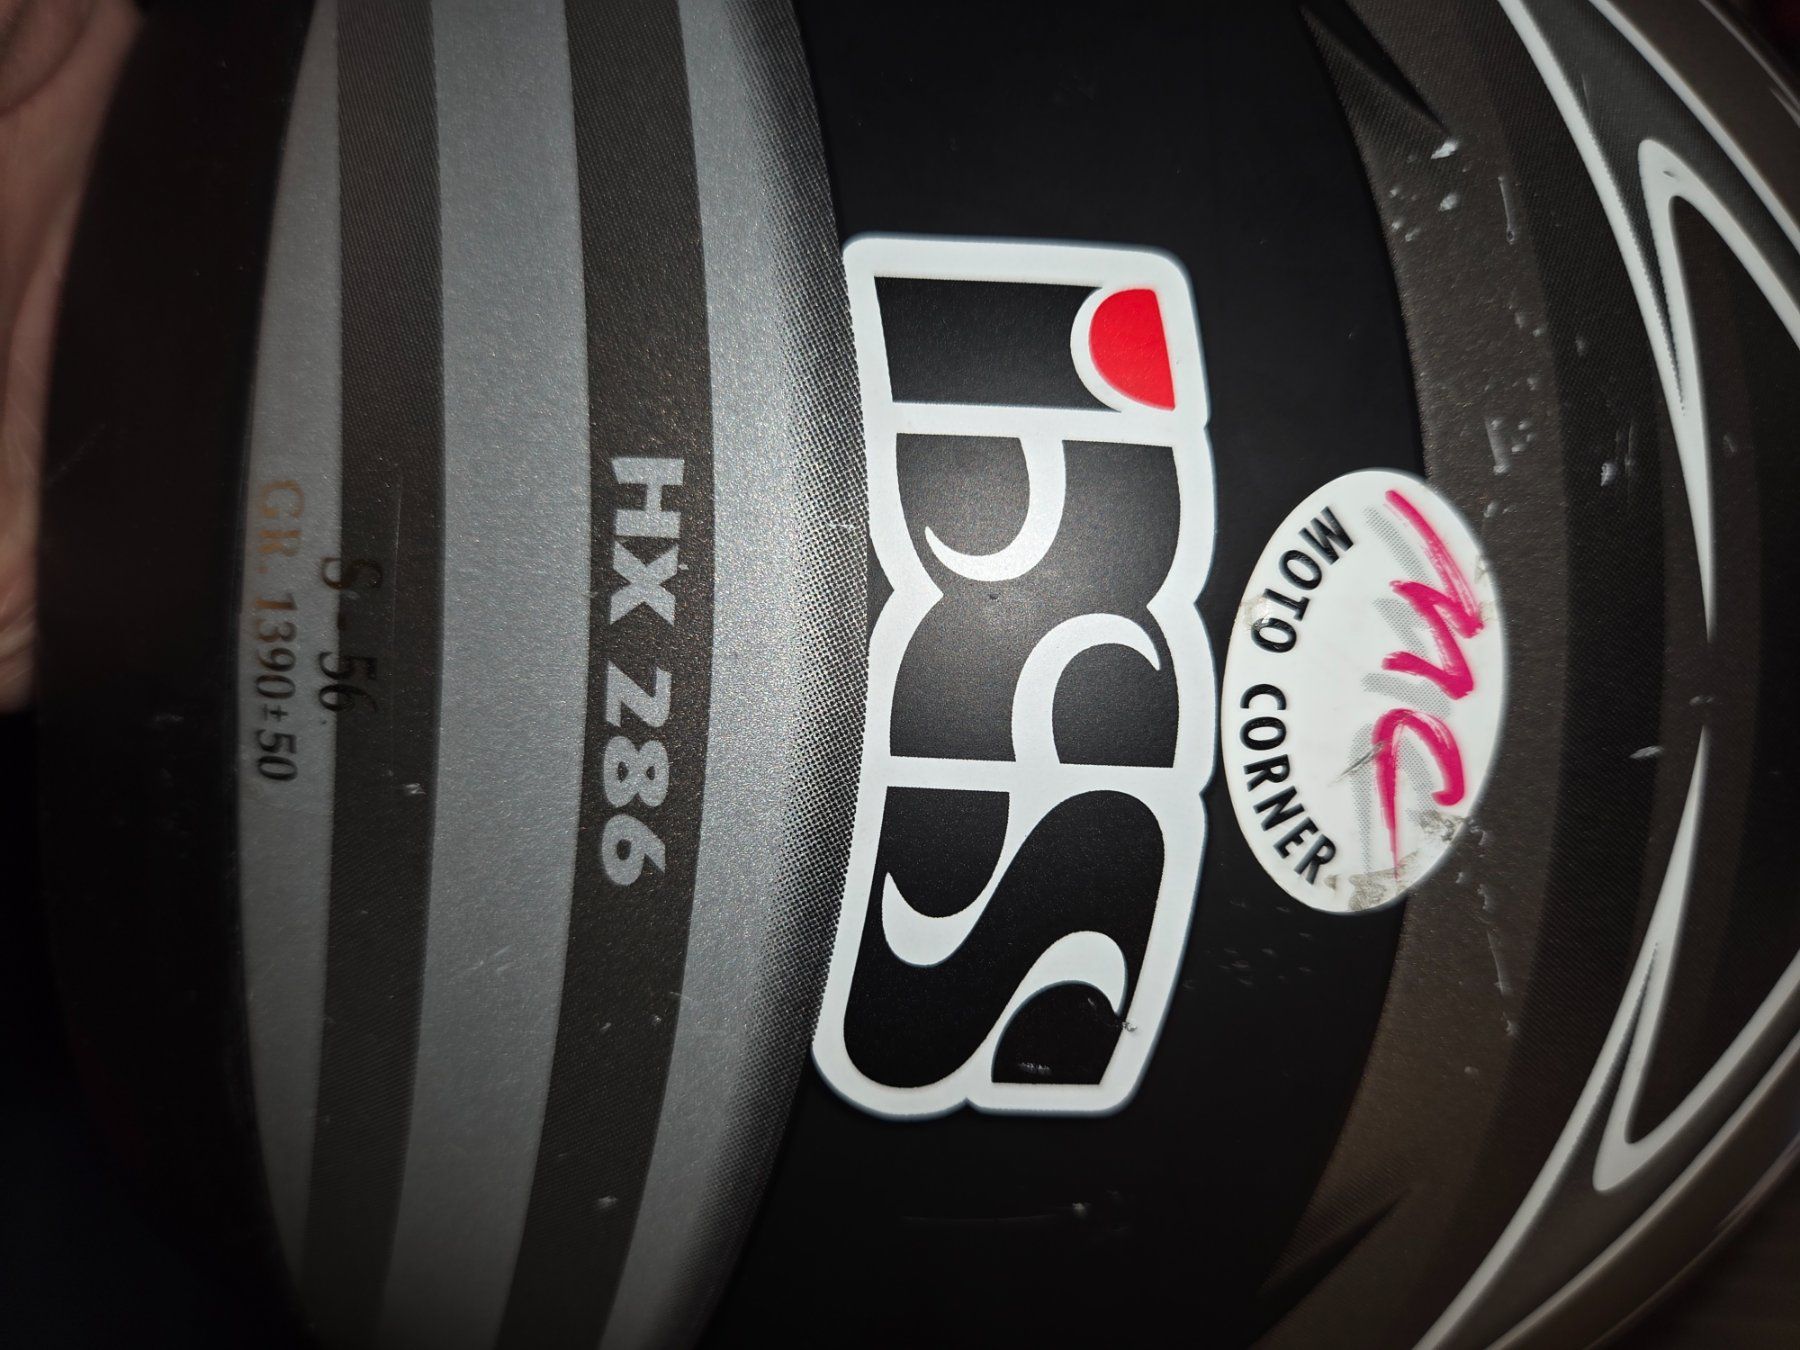 MC
MOTO CORNER
iXS
HX 286
S - 56
GR. 1390±50